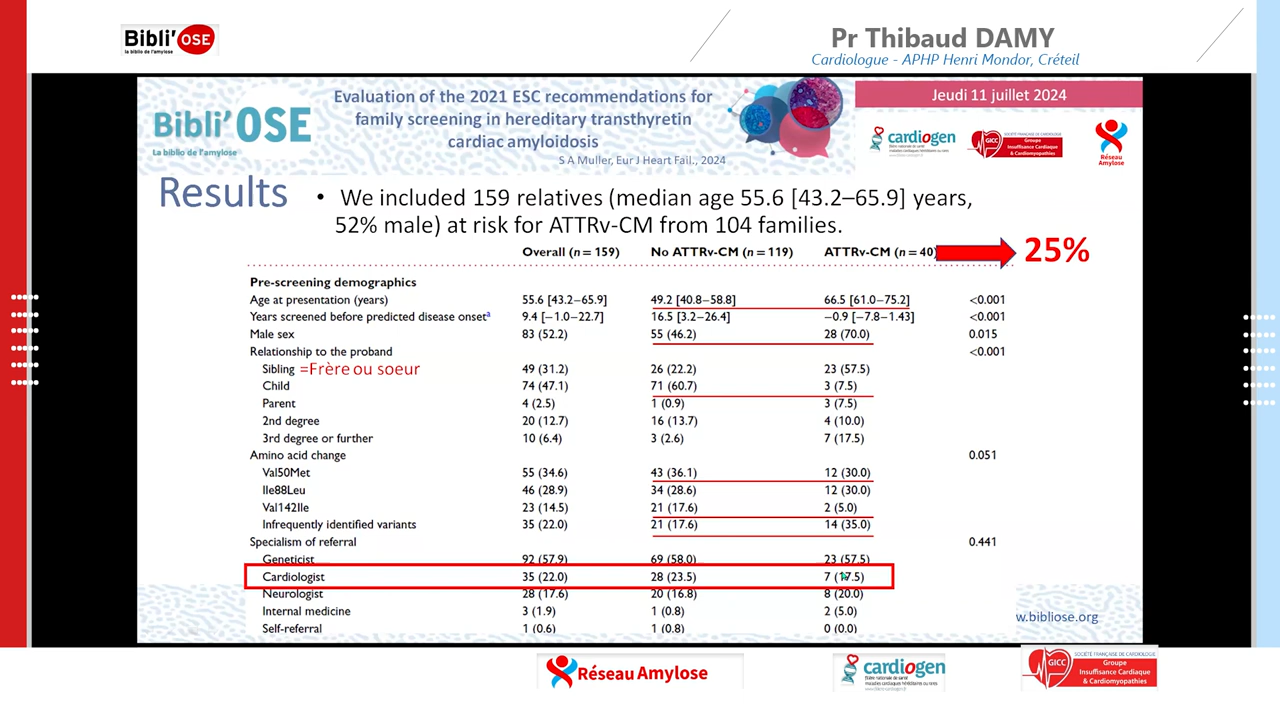 Bibli'OSE
la biblio de l'amylose
Pr Thibaud DAMY
Cardiologue - APHP Henri Mondor, Créteil
Bibli'OSE
La biblio de l'amylose
Evaluation of the 2021 ESC recommendations for
family screening in hereditary transthyretin
cardiac amyloidosis
S A Muller, Eur J Heart Fail., 2024
Jeudi 11 juillet 2024
cardiogen
GICC
SOCIÉTÉ FRANÇAISE DE CARDIOLOGIE
Groupe
Insuffisance Cardiaque
& Cardiomyopathies
Réseau
Amylose
Results
• We included 159 relatives (median age 55.6 [43.2–65.9] years,
52% male) at risk for ATTRv-CM from 104 families.
Overall (n = 159) No ATTRv-CM (n = 119) ATTRv-CM (n = 40) 25%
Pre-screening demographics
Age at presentation (years) 55.6 [43.2–65.9] 49.2 [40.8–58.8] 66.5 [61.0–75.2] <0.001
Years screened before predicted disease onset^a 9.4 [−1.0–22.7] 16.5 [3.2–26.4] −0.9 [−7.8–1.43] <0.001
Male sex 83 (52.2) 55 (46.2) 28 (70.0) 0.015
Relationship to the proband <0.001
Sibling =Frère ou soeur 49 (31.2) 26 (22.2) 23 (57.5)
Child 74 (47.1) 71 (60.7) 3 (7.5)
Parent 4 (2.5) 1 (0.9) 3 (7.5)
2nd degree 20 (12.7) 16 (13.7) 4 (10.0)
3rd degree or further 10 (6.4) 3 (2.6) 7 (17.5)
Amino acid change 0.051
Val50Met 55 (34.6) 43 (36.1) 12 (30.0)
Ile88Leu 46 (28.9) 34 (28.6) 12 (30.0)
Val142Ile 23 (14.5) 21 (17.6) 2 (5.0)
Infrequently identified variants 35 (22.0) 21 (17.6) 14 (35.0)
Specialism of referral 0.441
Geneticist 92 (57.9) 69 (58.0) 23 (57.5)
Cardiologist 35 (22.0) 28 (23.5) 7 (17.5)
Neurologist 28 (17.6) 20 (16.8) 8 (20.0)
Internal medicine 3 (1.9) 1 (0.8) 2 (5.0)
Self-referral 1 (0.6) 1 (0.8) 0 (0.0)
w.bibliose.org
Réseau Amylose
cardiogen
GICC
SOCIÉTÉ FRANÇAISE DE CARDIOLOGIE
Groupe
Insuffisance Cardiaque
& Cardiomyopathies